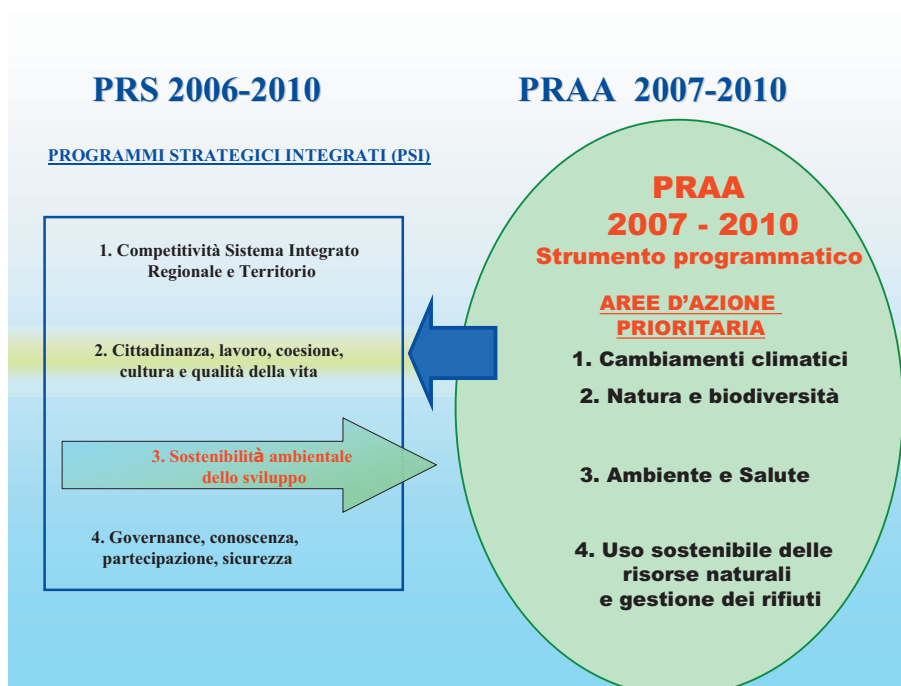 PRS 2006-2010
PROGRAMMI STRATEGICI INTEGRATI (PSI)
1. Competitività Sistema Integrato
Regionale e Territorio
2. Cittadinanza, lavoro, coesione,
cultura e qualità della vita
3. Sostenibilità ambientale
dello sviluppo
4. Governance, conoscenza,
partecipazione, sicurezza
PRAA 2007-2010
PRAA
2007 - 2010
Strumento programmatico
AREE D’AZIONE
PRIORITARIA
1. Cambiamenti climatici
2. Natura e biodiversità
3. Ambiente e Salute
4. Uso sostenibile delle
risorse naturali
e gestione dei rifiuti